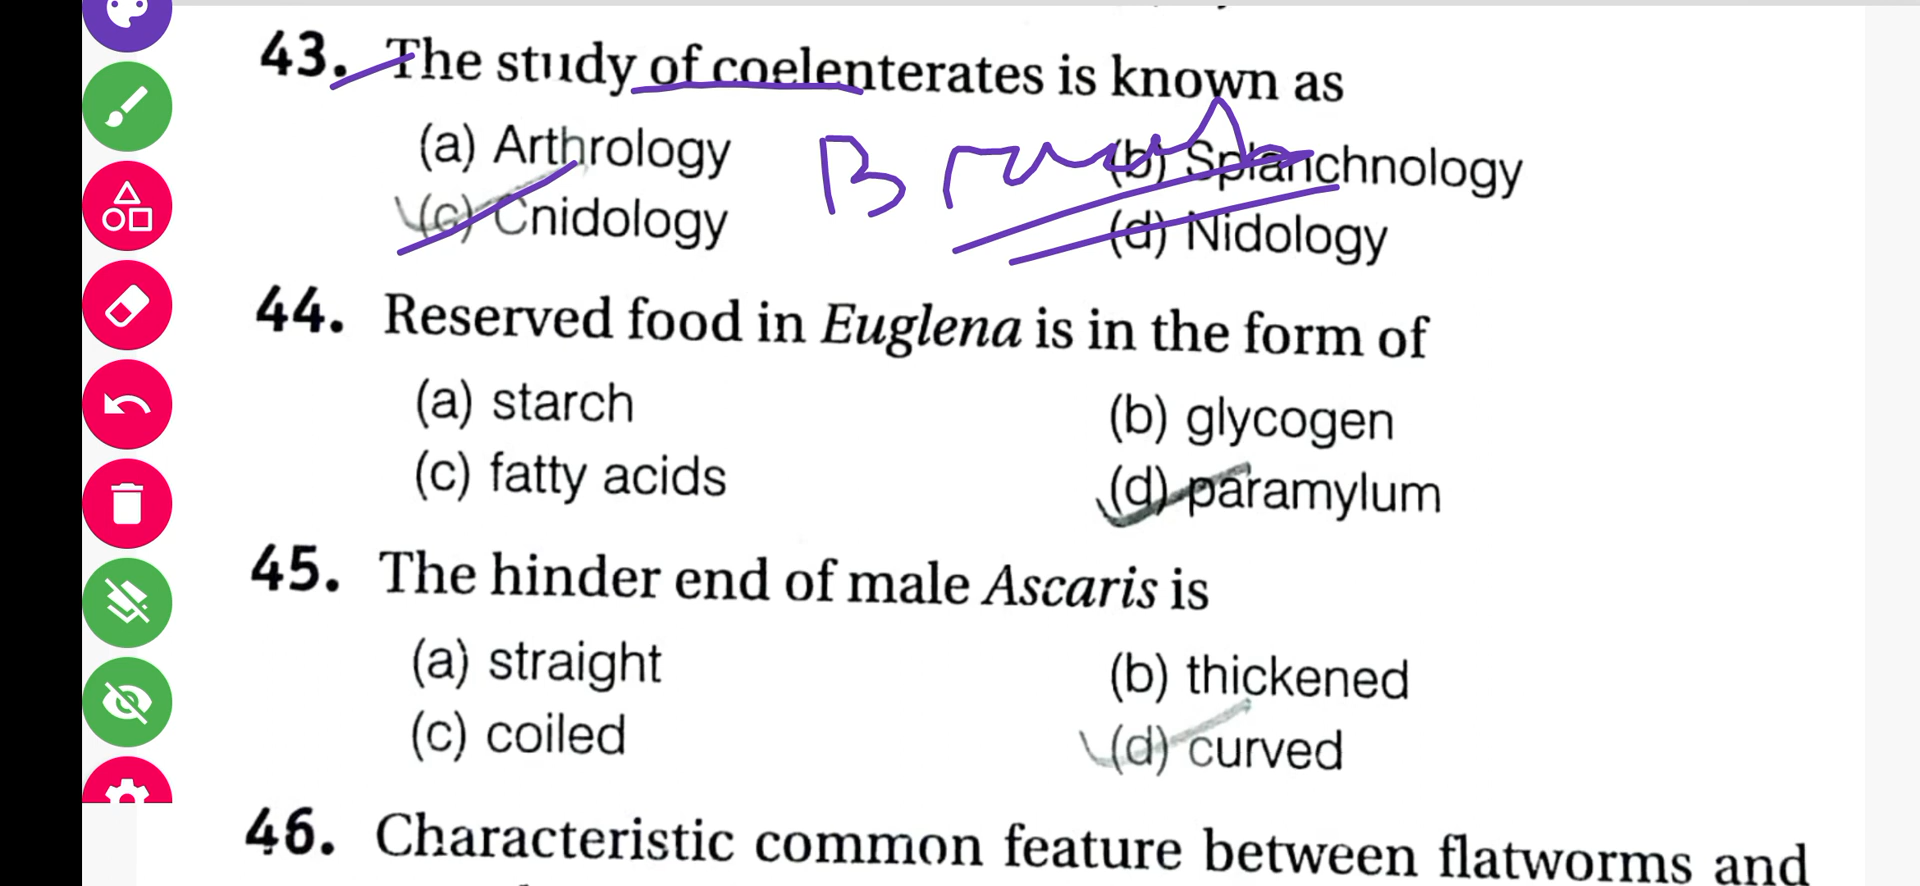 43. The study of coelenterates is known as
(a) Arthrology (b) Splanchnology
(c) Cnidology (d) Nidology
44. Reserved food in Euglena is in the form of
(a) starch (b) glycogen
(c) fatty acids (d) paramylum
45. The hinder end of male Ascaris is
(a) straight (b) thickened
(c) coiled (d) curved
46. Characteristic common feature between flatworms and